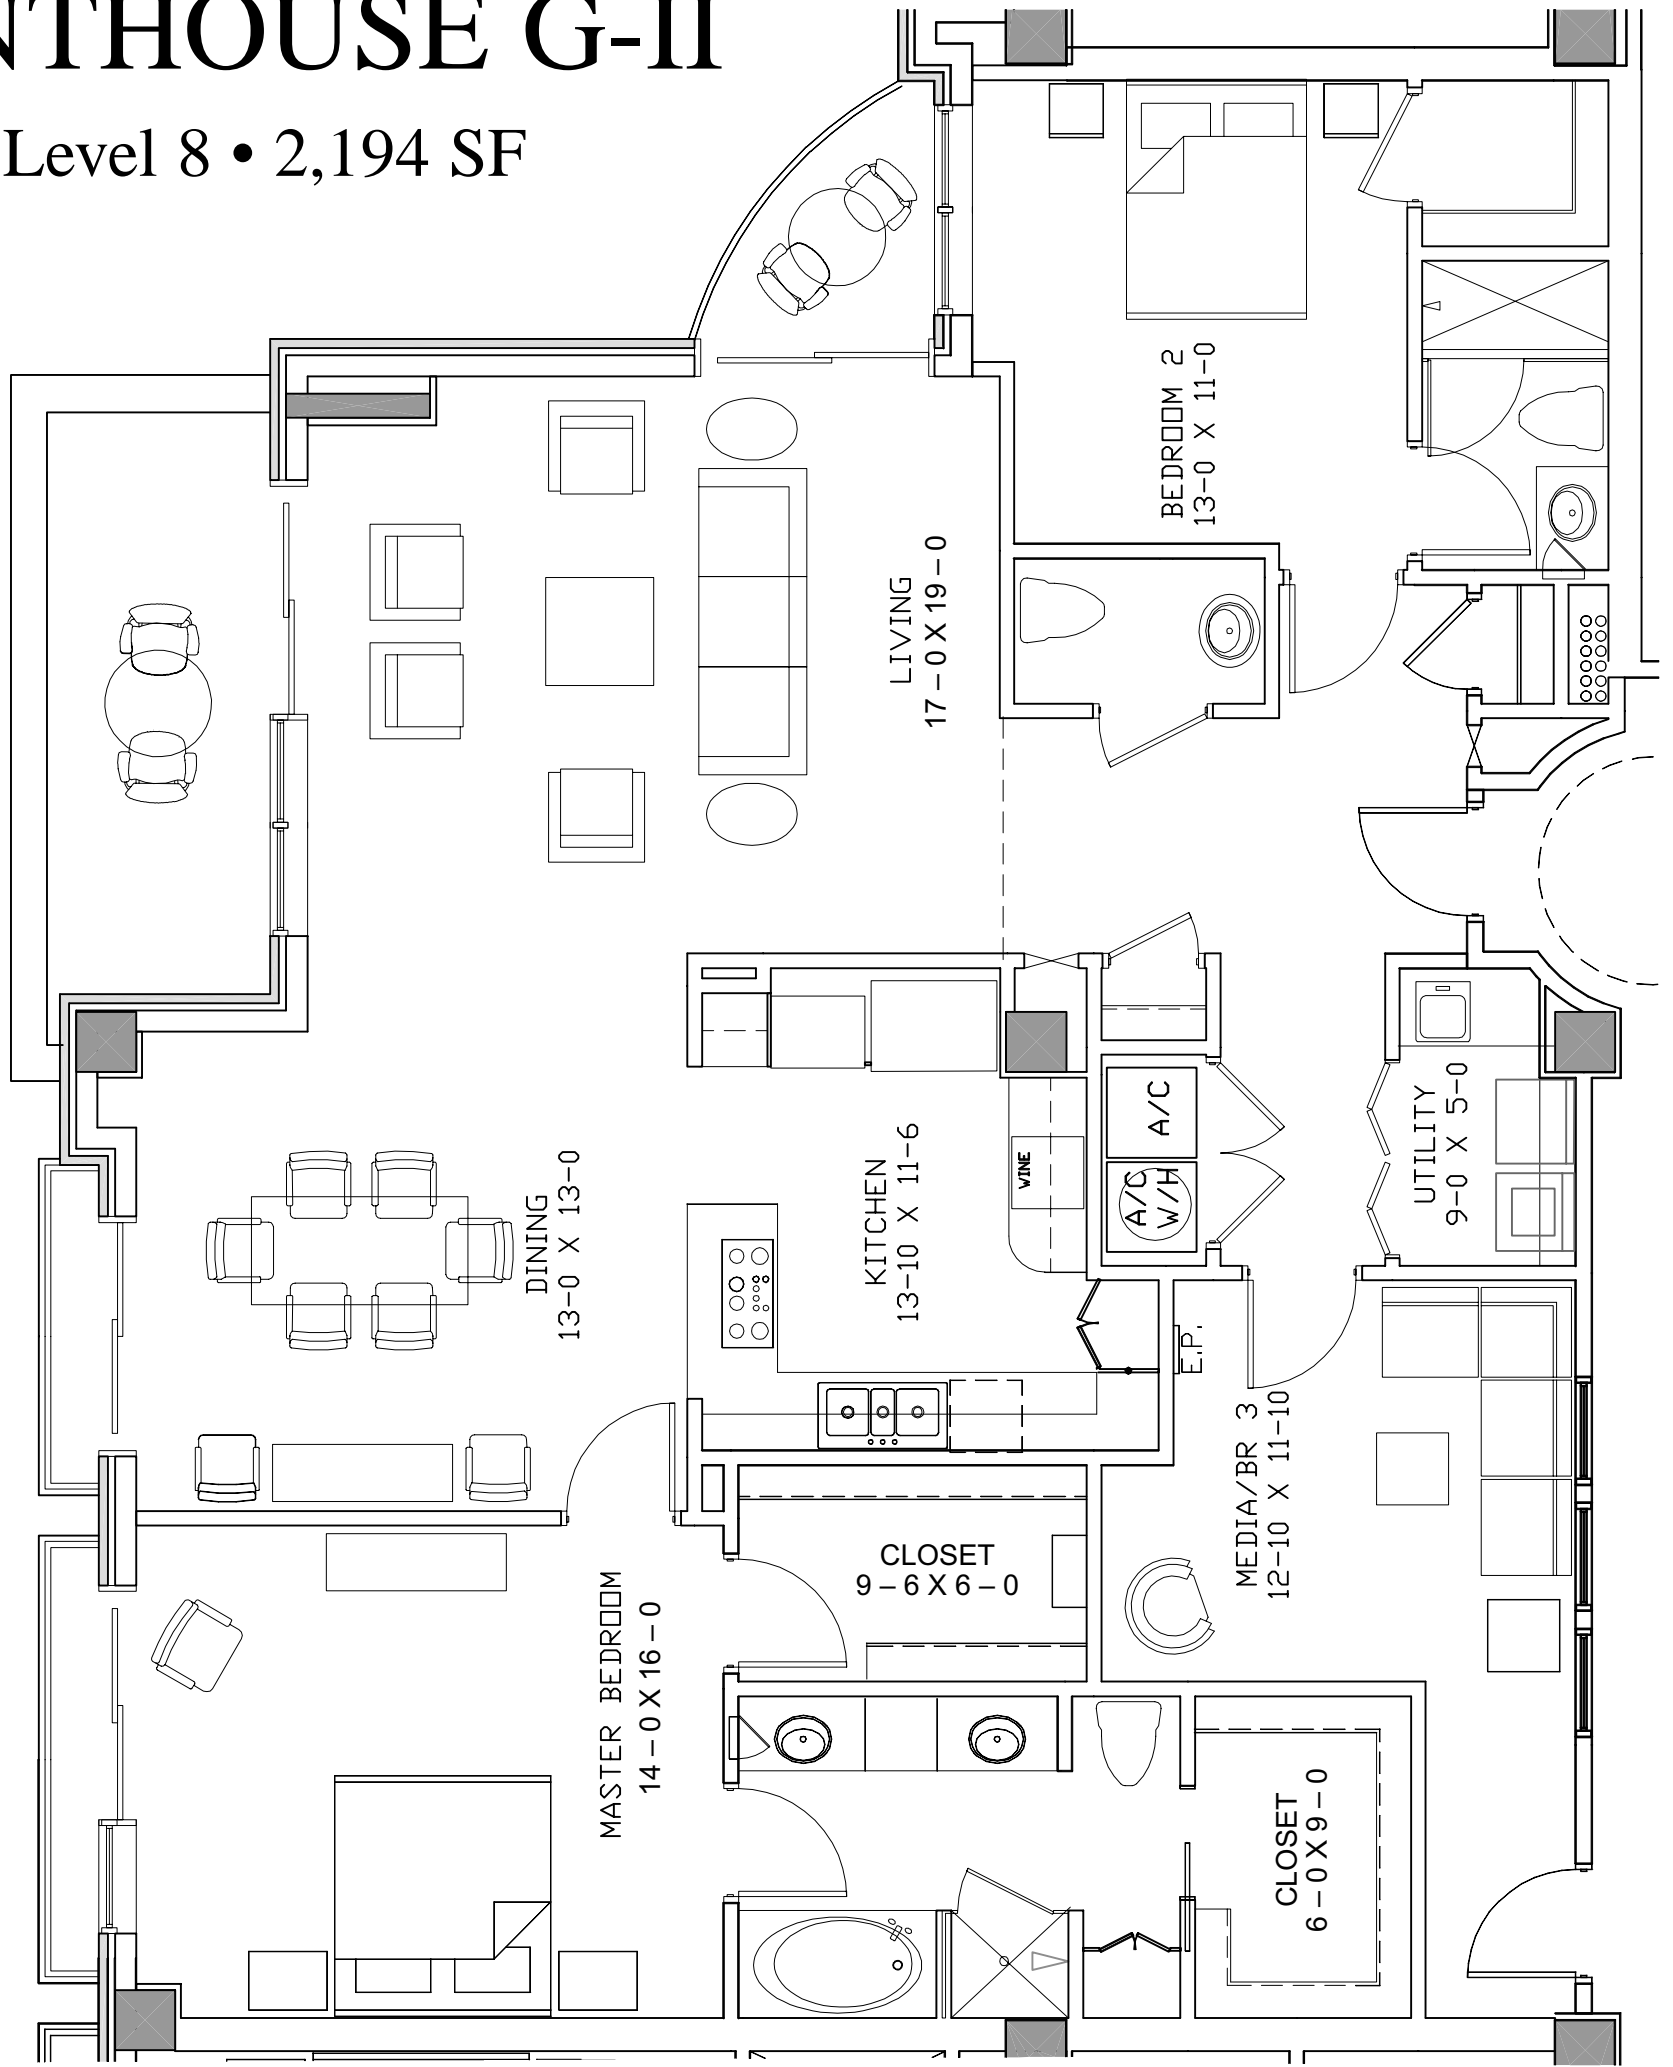 NTHOUSE G-II
Level 8 • 2,194 SF
BEDROOM 2
13-0 X 11-0
LIVING
17-0 X 19-0
A/C
A/C
W/H
UTILITY
9-0 X 5-0
WINE
KITCHEN
13-10 X 11-6
DINING
13-0 X 13-0
E.P.
MEDIA/BR 3
12-10 X 11-10
CLOSET
9-6 X 6-0
MASTER BEDROOM
14-0 X 16-0
CLOSET
6-0 X 9-0